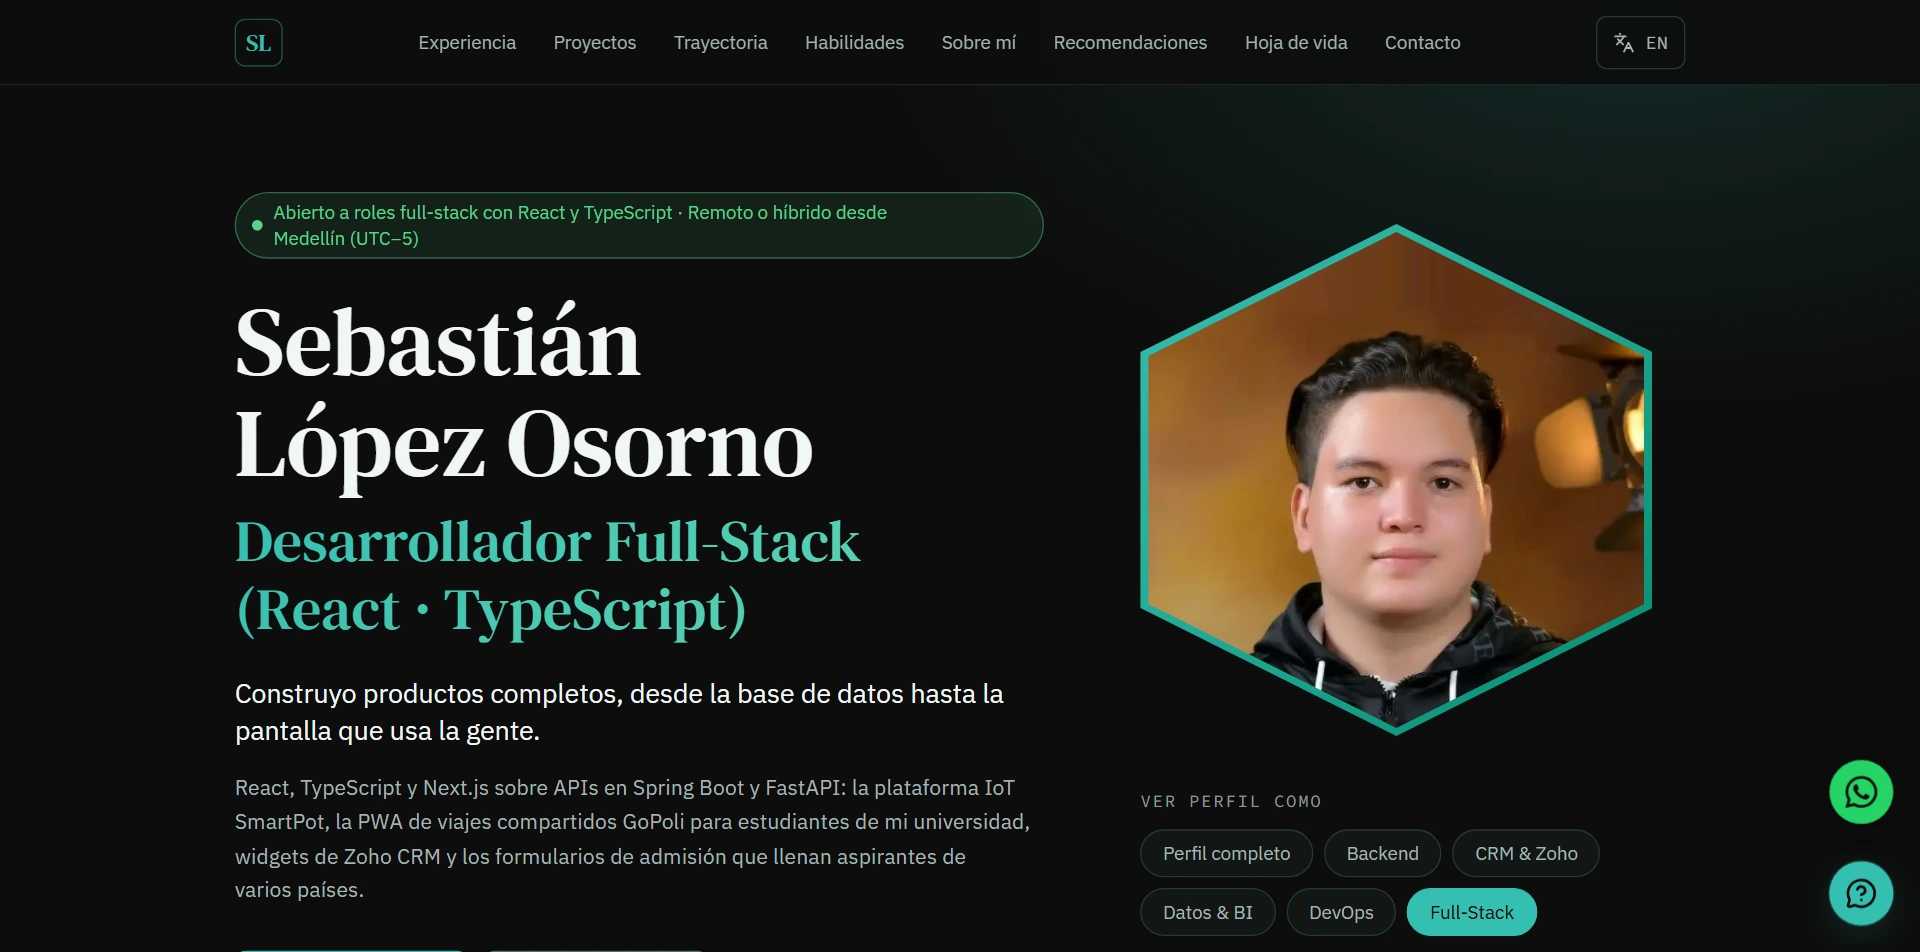 SL
Experiencia
Proyectos
Trayectoria
Habilidades
Sobre mí
Recomendaciones
Hoja de vida
Contacto
EN
Abierto a roles full-stack con React y TypeScript · Remoto o híbrido desde
Medellín (UTC−5)
Sebastián
López Osorno
Desarrollador Full-Stack
(React · TypeScript)
Construyo productos completos, desde la base de datos hasta la
pantalla que usa la gente.
React, TypeScript y Next.js sobre APIs en Spring Boot y FastAPI: la plataforma IoT
SmartPot, la PWA de viajes compartidos GoPoli para estudiantes de mi universidad,
widgets de Zoho CRM y los formularios de admisión que llenan aspirantes de
varios países.
VER PERFIL COMO
Perfil completo
Backend
CRM & Zoho
Datos & BI
DevOps
Full-Stack